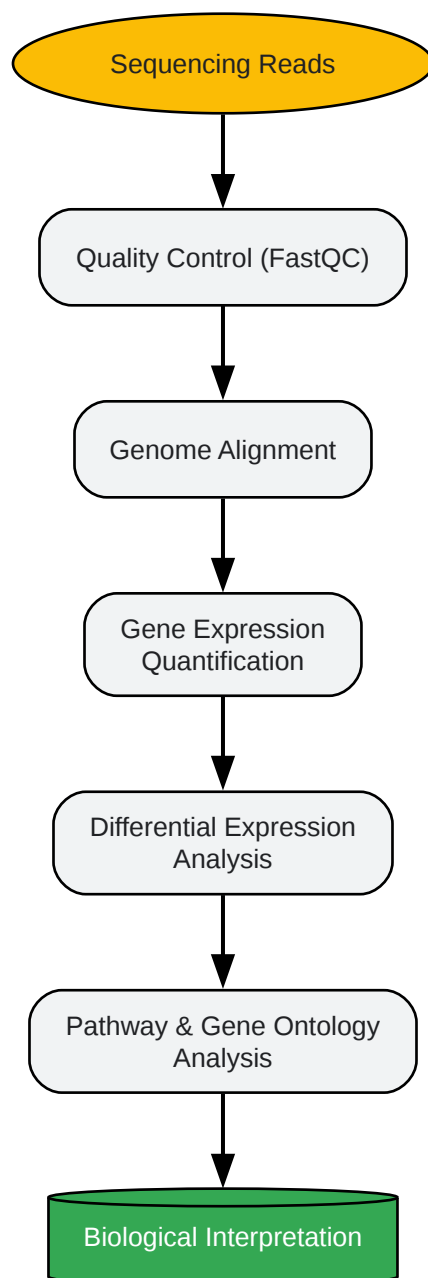 Sequencing Reads
Quality Control (FastQC)
Genome Alignment
Gene Expression
Quantification
Differential Expression
Analysis
Pathway & Gene Ontology
Analysis
Biological Interpretation